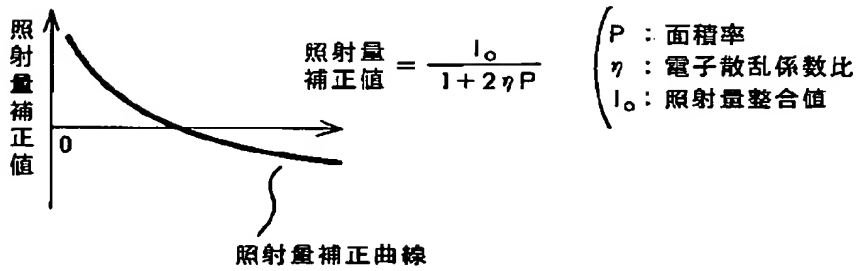 照射量補正値
0
照射量補正値 = I₀ / 1+2ηP
P：面積率
η：電子散乱係数比
I₀：照射量整合値
照射量補正曲線